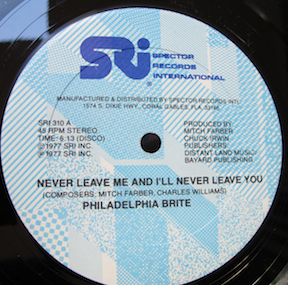 SRI
SPECTOR
RECORDS
INTERNATIONAL
®
MANUFACTURED & DISTRIBUTED BY SPECTOR RECORDS INTL
1574 S. DIXIE HWY., CORAL GABLES, FLA. 33146
SRI 310 A
45 RPM STEREO
TIME: 6:13 (DISCO)
©1977 SRI INC.
℗1977 SRI INC.
PRODUCED BY
MITCH FARBER
CHUCK IRWIN
PUBLISHERS
DISTANT LAND MUSIC
BAYARD PUBLISHING
NEVER LEAVE ME AND I'LL NEVER LEAVE YOU
(COMPOSERS: MITCH FARBER, CHARLES WILLIAMS)
PHILADELPHIA BRITE